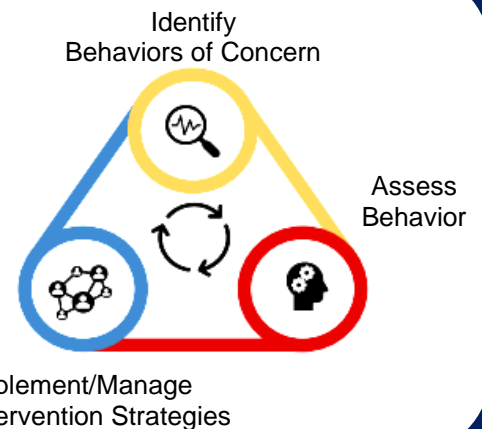 Identify
Behaviors of Concern
Assess
Behavior
plement/Manage
ervention Strategies